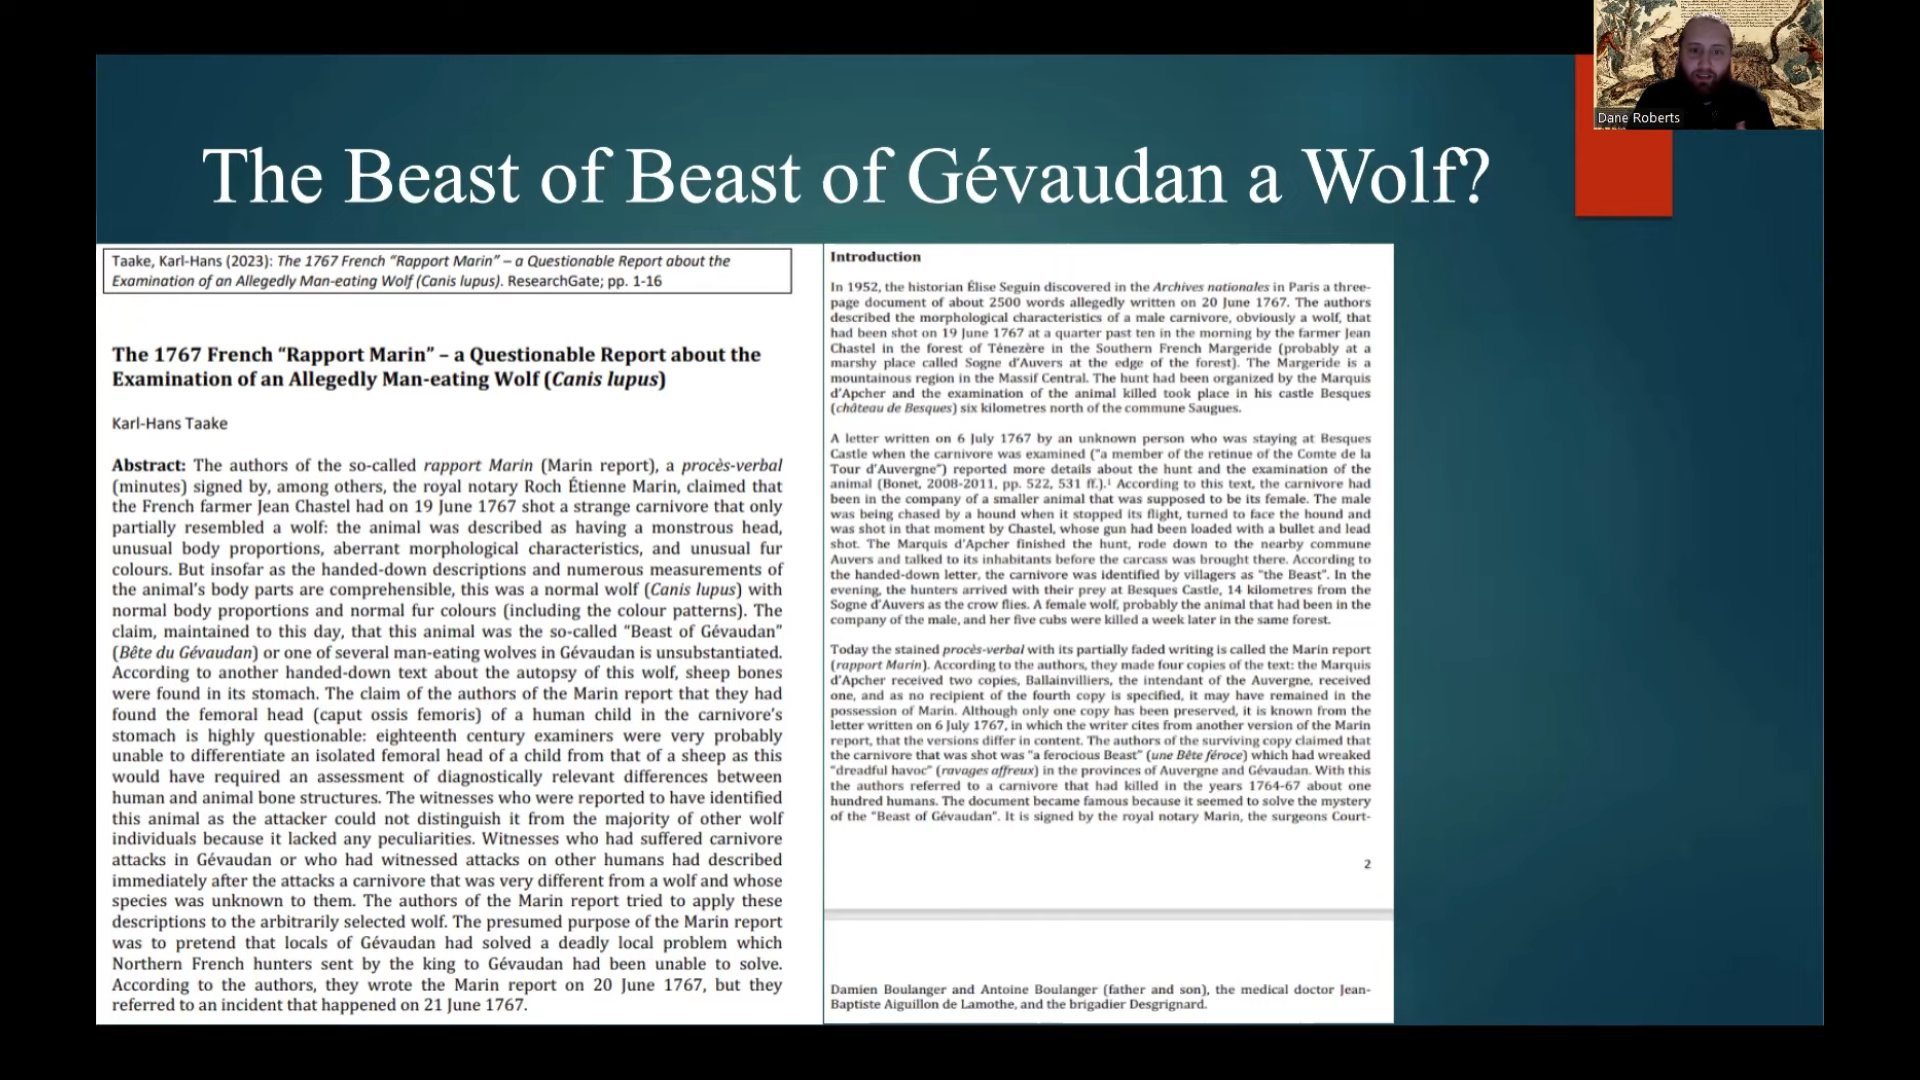 The Beast of Beast of Gévaudan a Wolf?
Dane Roberts
Taake, Karl-Hans (2023): The 1767 French “Rapport Marin” – a Questionable Report about the
Examination of an Allegedly Man-eating Wolf (Canis lupus). ResearchGate; pp. 1-16
The 1767 French “Rapport Marin” – a Questionable Report about the
Examination of an Allegedly Man-eating Wolf (Canis lupus)
Karl-Hans Taake
Abstract: The authors of the so-called rapport Marin (Marin report), a procès-verbal
(minutes) signed by, among others, the royal notary Roch Étienne Marin, claimed that
the French farmer Jean Chastel had on 19 June 1767 shot a strange carnivore that only
partially resembled a wolf: the animal was described as having a monstrous head,
unusual body proportions, aberrant morphological characteristics, and unusual fur
colours. But insofar as the handed-down descriptions and numerous measurements of
the animal’s body parts are comprehensible, this was a normal wolf (Canis lupus) with
normal body proportions and normal fur colours (including the colour patterns). The
claim, maintained to this day, that this animal was the so-called “Beast of Gévaudan”
(Bête du Gévaudan) or one of several man-eating wolves in Gévaudan is unsubstantiated.
According to another handed-down text about the autopsy of this wolf, sheep bones
were found in its stomach. The claim of the authors of the Marin report that they had
found the femoral head (caput ossis femoris) of a human child in the carnivore’s
stomach is highly questionable: eighteenth century examiners were very probably
unable to differentiate an isolated femoral head of a child from that of a sheep as this
would have required an assessment of diagnostically relevant differences between
human and animal bone structures. The witnesses who were reported to have identified
this animal as the attacker could not distinguish it from the majority of other wolf
individuals because it lacked any peculiarities. Witnesses who had suffered carnivore
attacks in Gévaudan or who had witnessed attacks on other humans had described
immediately after the attacks a carnivore that was very different from a wolf and whose
species was unknown to them. The authors of the Marin report tried to apply these
descriptions to the arbitrarily selected wolf. The presumed purpose of the Marin report
was to pretend that locals of Gévaudan had solved a deadly local problem which
Northern French hunters sent by the king to Gévaudan had been unable to solve.
According to the authors, they wrote the Marin report on 20 June 1767, but they
referred to an incident that happened on 21 June 1767.
Introduction
In 1952, the historian Élise Seguin discovered in the Archives nationales in Paris a three-
page document of about 2500 words allegedly written on 20 June 1767. The authors
described the morphological characteristics of a male carnivore, obviously a wolf, that
had been shot on 19 June 1767 at a quarter past ten in the morning by the farmer Jean
Chastel in the forest of Ténezère in the Southern French Margeride (probably at a
marshy place called Sogne d’Auvers at the edge of the forest). The Margeride is a
mountainous region in the Massif Central. The hunt had been organized by the Marquis
d’Apcher and the examination of the animal killed took place in his castle Besques
(château de Besques) six kilometres north of the commune Saugues.
A letter written on 6 July 1767 by an unknown person who was staying at Besques
Castle when the carnivore was examined (“a member of the retinue of the Comte de la
Tour d’Auvergne”) reported more details about the hunt and the examination of the
animal (Bonet, 2008-2011, pp. 522, 531 ff.).¹ According to this text, the carnivore had
been in the company of a smaller animal that was supposed to be its female. The male
was being chased by a hound when it stopped its flight, turned to face the hound and
was shot in that moment by Chastel, whose gun had been loaded with a bullet and lead
shot. The Marquis d’Apcher finished the hunt, rode down to the nearby commune
Auvers and talked to its inhabitants before the carcass was brought there. According to
the handed-down letter, the carnivore was identified by villagers as “the Beast”. In the
evening, the hunters arrived with their prey at Besques Castle, 14 kilometres from the
Sogne d’Auvers as the crow flies. A female wolf, probably the animal that had been in the
company of the male, and her five cubs were killed a week later in the same forest.
Today the stained procès-verbal with its partially faded writing is called the Marin report
(rapport Marin). According to the authors, they made four copies of the text: the Marquis
d’Apcher received two copies, Ballainvilliers, the intendant of the Auvergne, received
one, and as no recipient of the fourth copy is specified, it may have remained in the
possession of Marin. Although only one copy has been preserved, it is known from the
letter written on 6 July 1767, in which the writer cites from another version of the Marin
report, that the versions differ in content. The authors of the surviving copy claimed that
the carnivore that was shot was “a ferocious Beast” (une Bête féroce) which had wreaked
“dreadful havoc” (ravages affreux) in the provinces of Auvergne and Gévaudan. With this
the authors referred to a carnivore that had killed in the years 1764-67 about one
hundred humans. The document became famous because it seemed to solve the mystery
of the “Beast of Gévaudan”. It is signed by the royal notary Marin, the surgeons Court-
2
Damien Boulanger and Antoine Boulanger (father and son), the medical doctor Jean-
Baptiste Aiguillon de Lamothe, and the brigadier Desgrignard.